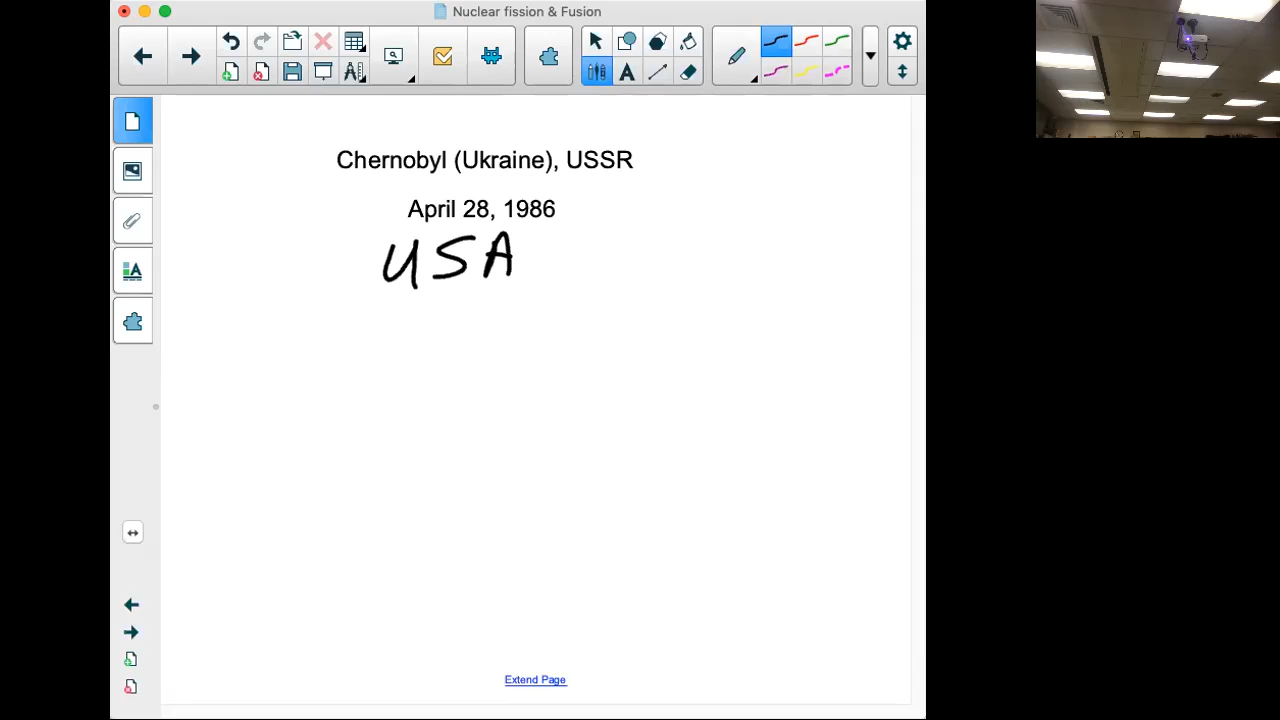 Nuclear fission & Fusion
Chernobyl (Ukraine), USSR
April 28, 1986
USA
Extend Page